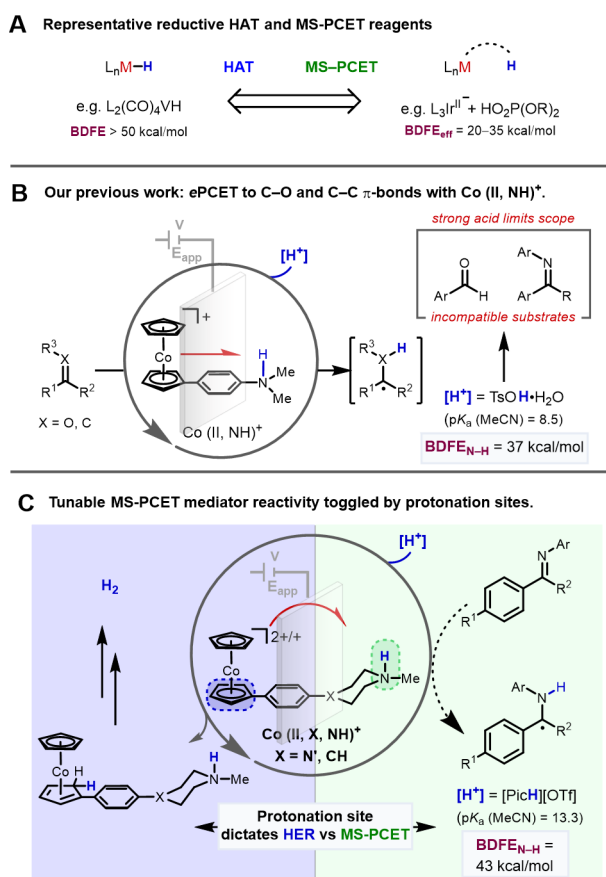 A Representative reductive HAT and MS-PCET reagents
LnM–H
HAT
MS–PCET
LnM H
e.g. L2(CO)4VH
BDFE > 50 kcal/mol
e.g. L3IrII– + HO2P(OR)2
BDFEeff = 20–35 kcal/mol
B Our previous work: ePCET to C–O and C–C π-bonds with Co (II, NH)+.
V
Eapp
[H+]
strong acid limits scope
O
Ar
H
Ar
N
Ar
R
incompatible substrates
+
Co
H
N
Me
Me
Co (II, NH)+
R3
X
R1
R2
X = O, C
R3
H
X
R1
R2
[H+] = TsOH•H2O
(pKa (MeCN) = 8.5)
BDFEN–H = 37 kcal/mol
C Tunable MS-PCET mediator reactivity toggled by protonation sites.
H2
V
Eapp
[H+]
2+/+
Co
X
H
N
Me
Co (II, X, NH)+
X = N', CH
N
Ar
R2
R1
Ar
N
H
R2
R1
Co
H
H
X
H
N
Me
Protonation site
dictates HER vs MS-PCET
[H+] = [PicH][OTf]
(pKa (MeCN) = 13.3)
BDFEN–H =
43 kcal/mol